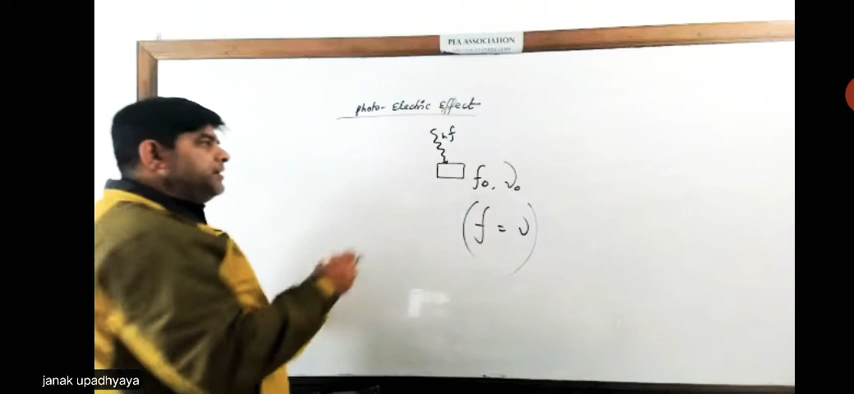 PEA ASSOCIATION
Photo-Electric Effect
hf
f₀, ν₀
(f = ν)
janak upadhyaya